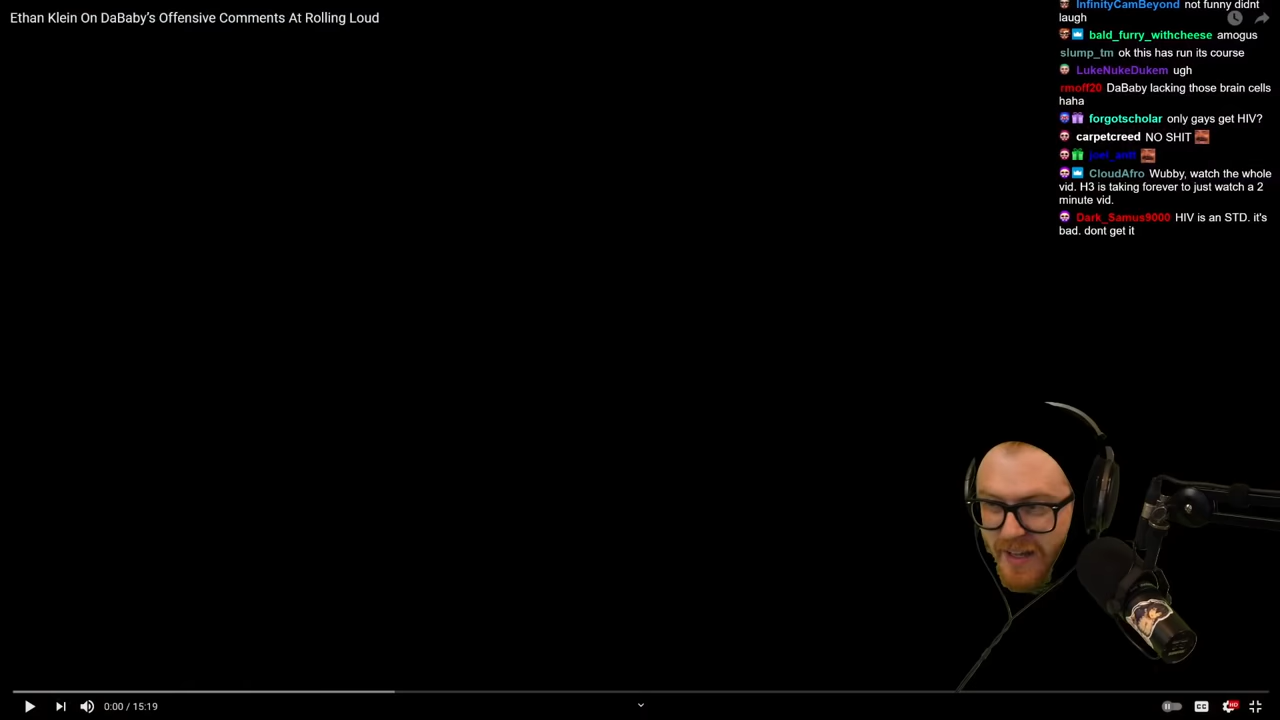 Ethan Klein On DaBaby’s Offensive Comments At Rolling Loud
InfinityCamBeyond not funny didnt
laugh
bald_furry_withcheese amogus
slump_tm ok this has run its course
LukeNukeDukem ugh
rmoff20 DaBaby lacking those brain cells
haha
forgotscholar only gays get HIV?
carpetcreed NO SHIT
CloudAfro Wubby, watch the whole
vid. H3 is taking forever to just watch a 2
minute vid.
Dark_Samus9000 HIV is an STD. it's
bad. dont get it
0:00 / 15:19
CC
HD